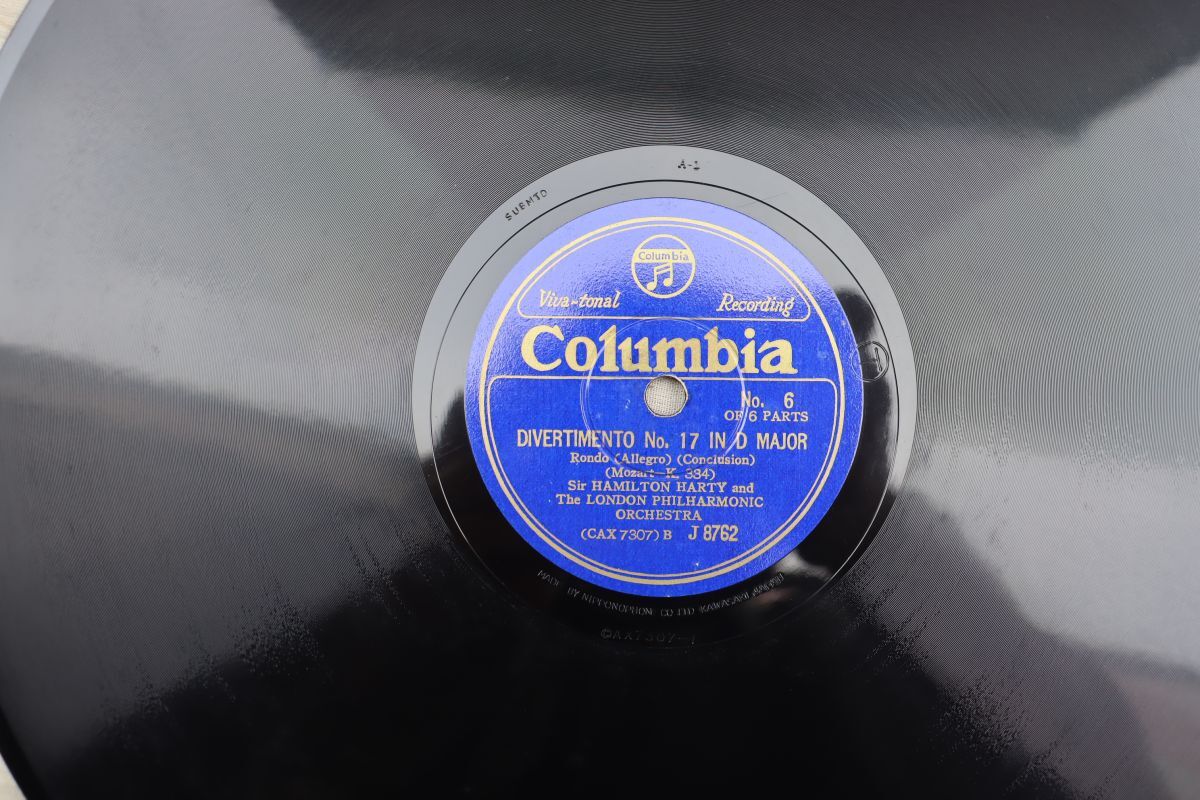 A-1
SUEMTO
Columbia
Viva-tonal Recording
Columbia
No. 6
OF 6 PARTS
DIVERTIMENTO No. 17 IN D MAJOR
Rondo (Allegro) (Conclusion)
(Mozart—K. 334)
Sir HAMILTON HARTY and
The LONDON PHILHARMONIC
ORCHESTRA
(CAX 7307) B J 8762
MADE BY NIPPONOPHONE CO LTD KAWASAKI
CAX7307-1